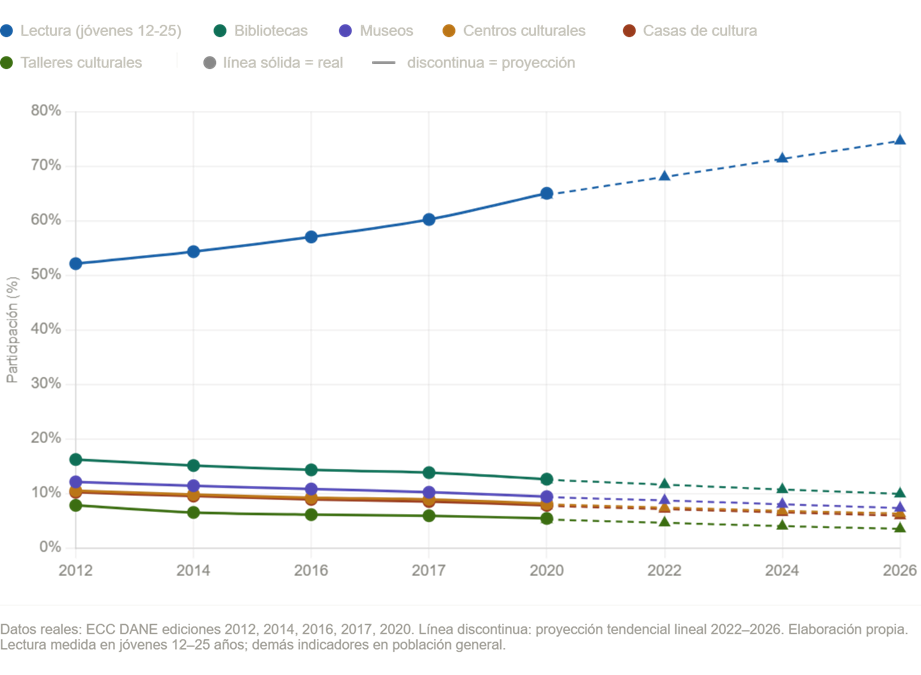 Lectura (jóvenes 12-25) Bibliotecas Museos Centros culturales Casas de cultura
Talleres culturales línea sólida = real discontinua = proyección
80%
70%
60%
50%
40%
30%
20%
10%
0%
Participación (%)
2012 2014 2016 2017 2020 2022 2024 2026
Datos reales: ECC DANE ediciones 2012, 2014, 2016, 2017, 2020. Línea discontinua: proyección tendencial lineal 2022–2026. Elaboración propia.
Lectura medida en jóvenes 12–25 años; demás indicadores en población general.